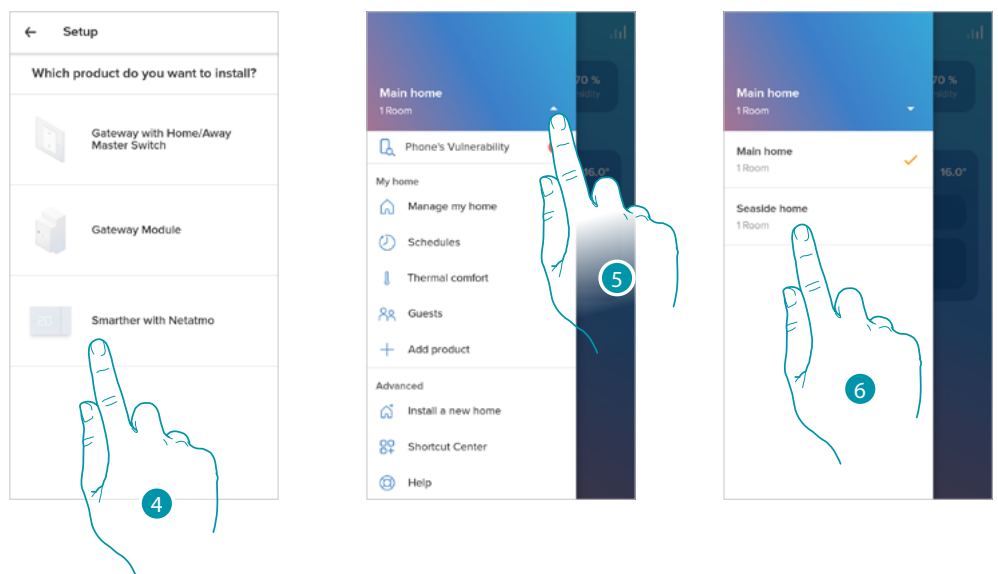 Setup
Which product do you want to install?
Gateway with Home/Away
Master Switch
Gateway Module
Smarther with Netatmo
4
Main home
1 Room
70 %
Phone's Vulnerability
16.0°
My home
Manage my home
Schedules
Thermal comfort
Guests
Add product
Advanced
Install a new home
Shortcut Center
Help
5
Main home
1 Room
70 %
Main home
1 Room
16.0°
Seaside home
1 Room
6